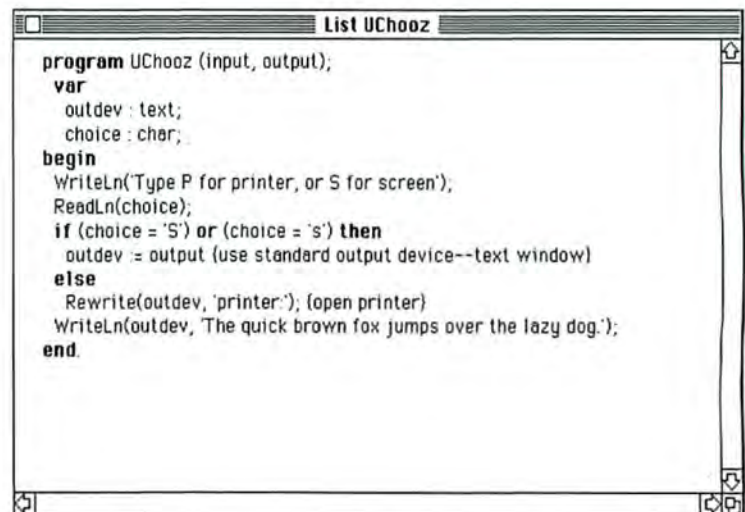 List UChooz
program UChooz (input, output);
var
outdev : text;
choice : char;
begin
WriteLn('Type P for printer, or S for screen');
ReadLn(choice);
if (choice = 'S') or (choice = 's') then
outdev := output {use standard output device--text window}
else
Rewrite(outdev, 'printer:'); {open printer}
WriteLn(outdev, 'The quick brown fox jumps over the lazy dog.');
end.